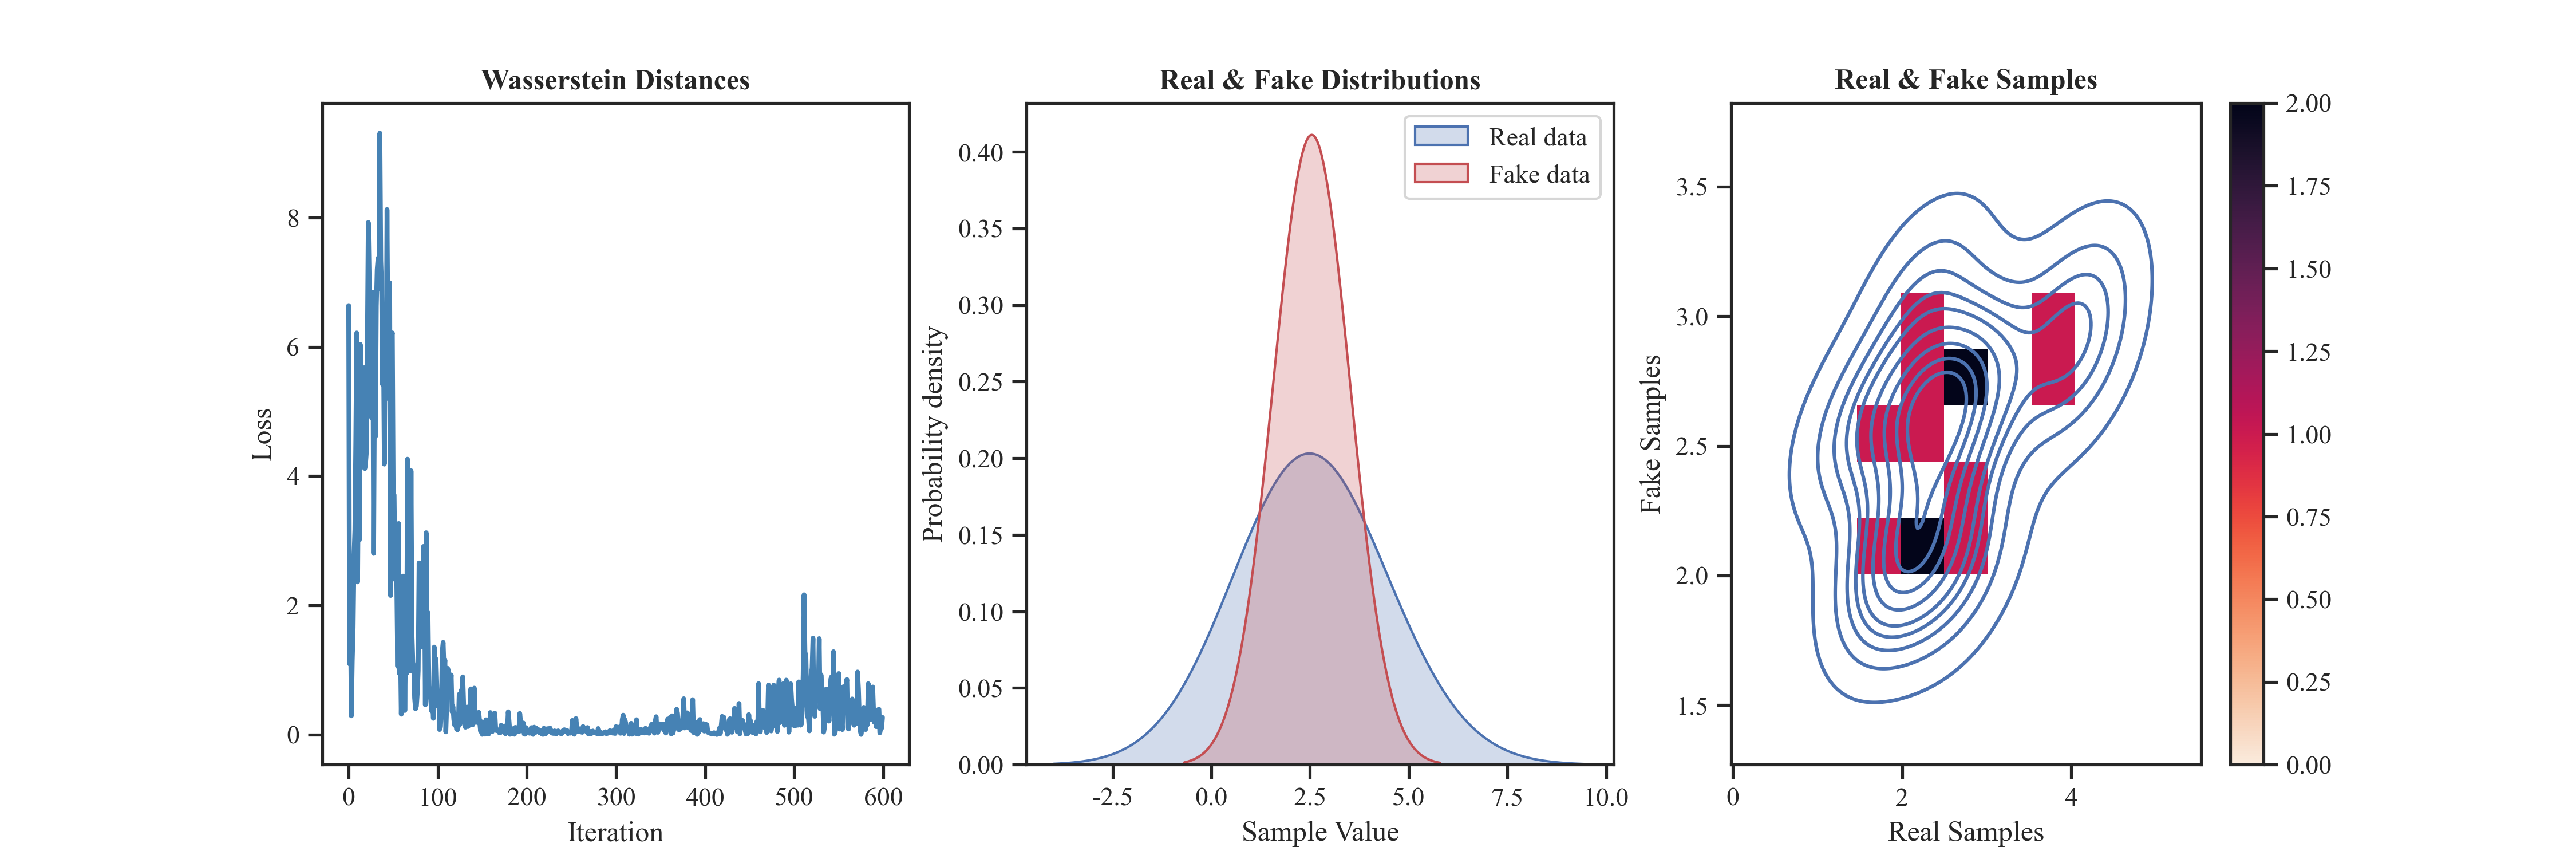 Wasserstein Distances
8
6
4
2
0
Loss
0 100 200 300 400 500 600
Iteration
Real & Fake Distributions
Real data
Fake data
0.40
0.35
0.30
0.25
0.20
0.15
0.10
0.05
0.00
Probability density
-2.5 0.0 2.5 5.0 7.5 10.0
Sample Value
Real & Fake Samples
3.5
3.0
2.5
2.0
1.5
Fake Samples
0 2 4
Real Samples
2.00
1.75
1.50
1.25
1.00
0.75
0.50
0.25
0.00